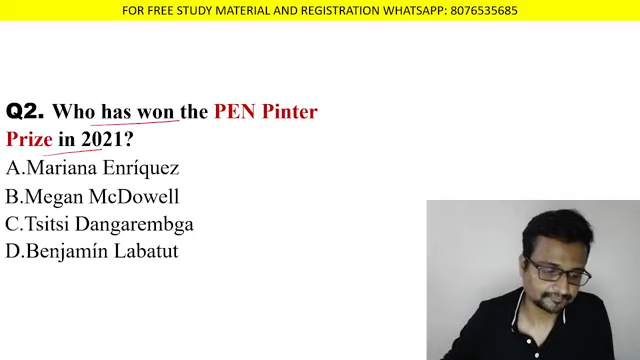 FOR FREE STUDY MATERIAL AND REGISTRATION WHATSAPP: 8076535685
Q2. Who has won the PEN Pinter
Prize in 2021?
A.Mariana Enríquez
B.Megan McDowell
C.Tsitsi Dangarembga
D.Benjamín Labatut